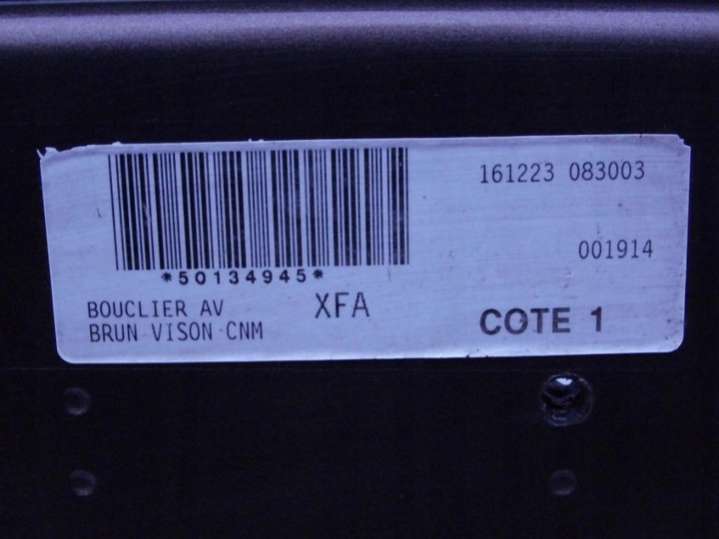 161223 083003
001914
*50134945*
BOUCLIER AV XFA
BRUN VISON CNM
COTE 1